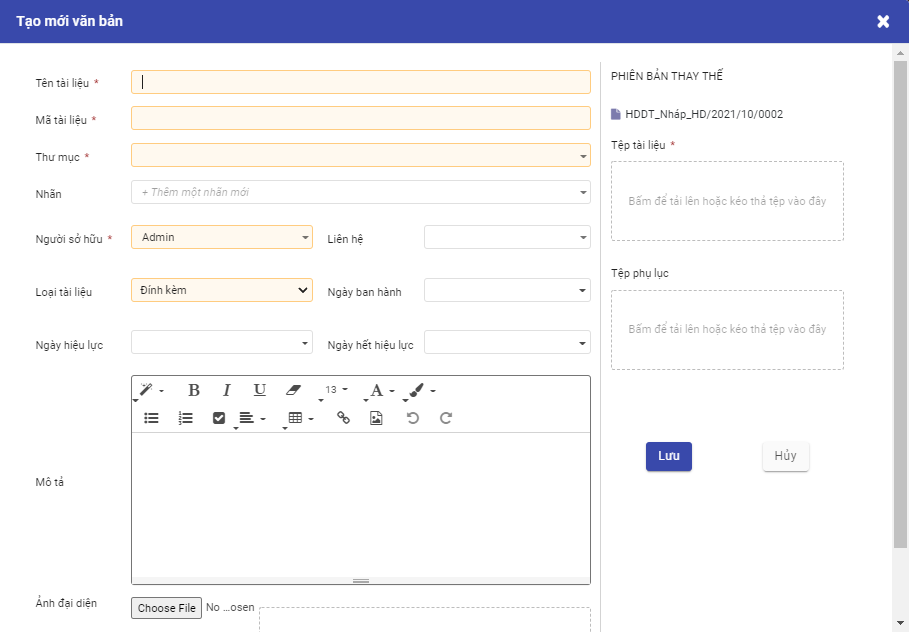 Tạo mới văn bản
Tên tài liệu *
Mã tài liệu *
Thư mục *
Nhãn
+ Thêm một nhãn mới
Người sở hữu *
Admin
Liên hệ
Loại tài liệu
Đính kèm
Ngày ban hành
Ngày hiệu lực
Ngày hết hiệu lực
B I U 13 A
Mô tả
Ảnh đại diện
Choose File No ...osen
PHIÊN BẢN THAY THẾ
HDDT_Nháp_HD/2021/10/0002
Tệp tài liệu *
Bấm để tải lên hoặc kéo thả tệp vào đây
Tệp phụ lục
Bấm để tải lên hoặc kéo thả tệp vào đây
Lưu
Hủy